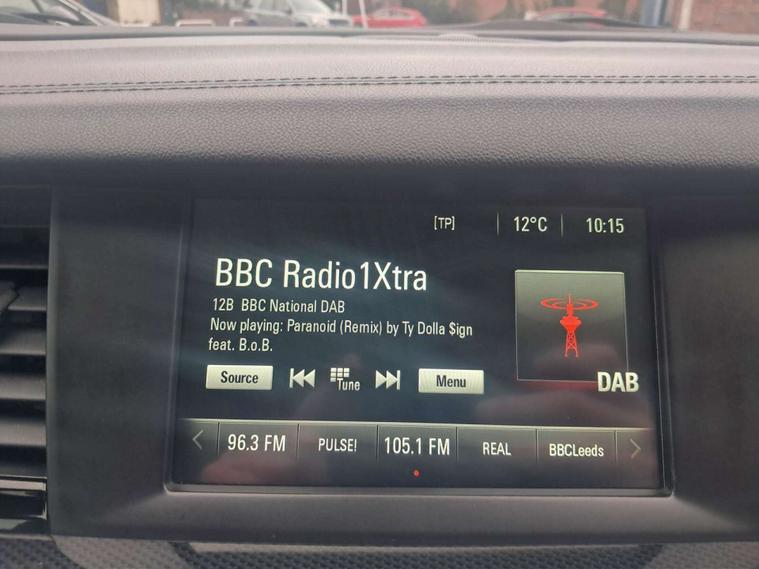 [TP] 12°C 10:15
BBC Radio1Xtra
12B BBC National DAB
Now playing: Paranoid (Remix) by Ty Dolla $ign
feat. B.o.B.
DAB
Source Tune Menu
96.3 FM PULSE! 105.1 FM REAL BBCLeeds